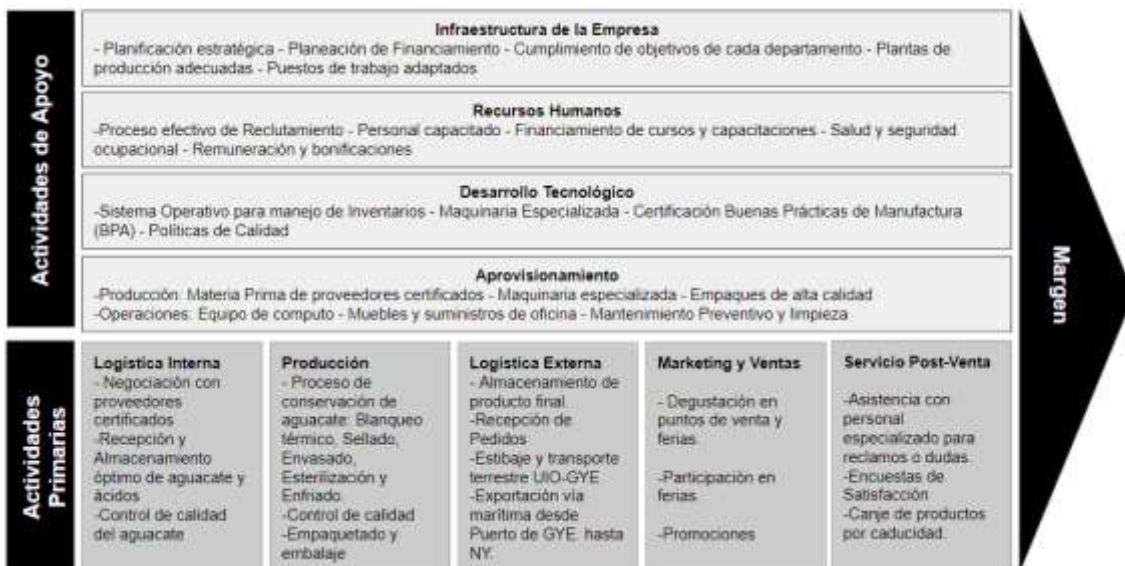 Actividades de Apoyo
Infraestructura de la Empresa
- Planificación estratégica - Planeación de Financiamiento - Cumplimiento de objetivos de cada departamento - Plantas de
producción adecuadas - Puestos de trabajo adaptados
Recursos Humanos
-Proceso efectivo de Reclutamiento - Personal capacitado - Financiamiento de cursos y capacitaciones - Salud y seguridad
ocupacional - Remuneración y bonificaciones
Desarrollo Tecnológico
-Sistema Operativo para manejo de Inventarios - Maquinaria Especializada - Certificación Buenas Prácticas de Manufactura
(BPA) - Políticas de Calidad
Aprovisionamiento
-Producción: Materia Prima de proveedores certificados - Maquinaria especializada - Empaques de alta calidad
-Operaciones: Equipo de computo - Muebles y suministros de oficina - Mantenimiento Preventivo y limpieza
Actividades
Primarias
Logística Interna
- Negociación con
proveedores
certificados
-Recepción y
Almacenamiento
óptimo de aguacate y
ácidos
-Control de calidad
del aguacate
Producción
- Proceso de
conservación de
aguacate: Blanqueo
térmico, Sellado,
Envasado,
Esterilización y
Enfriado.
-Control de calidad
-Empaquetado y
embalaje
Logística Externa
- Almacenamiento de
producto final.
-Recepción de
Pedidos
-Estibaje y transporte
terrestre UIO-GYE
-Exportación vía
marítima desde
Puerto de GYE. hasta
NY.
Marketing y Ventas
- Degustación en
puntos de venta y
ferias.
-Participación en
ferias.
-Promociones
Servicio Post-Venta
-Asistencia con
personal
especializado para
reclamos o dudas.
-Encuestas de
Satisfacción
-Canje de productos
por caducidad.
Margen